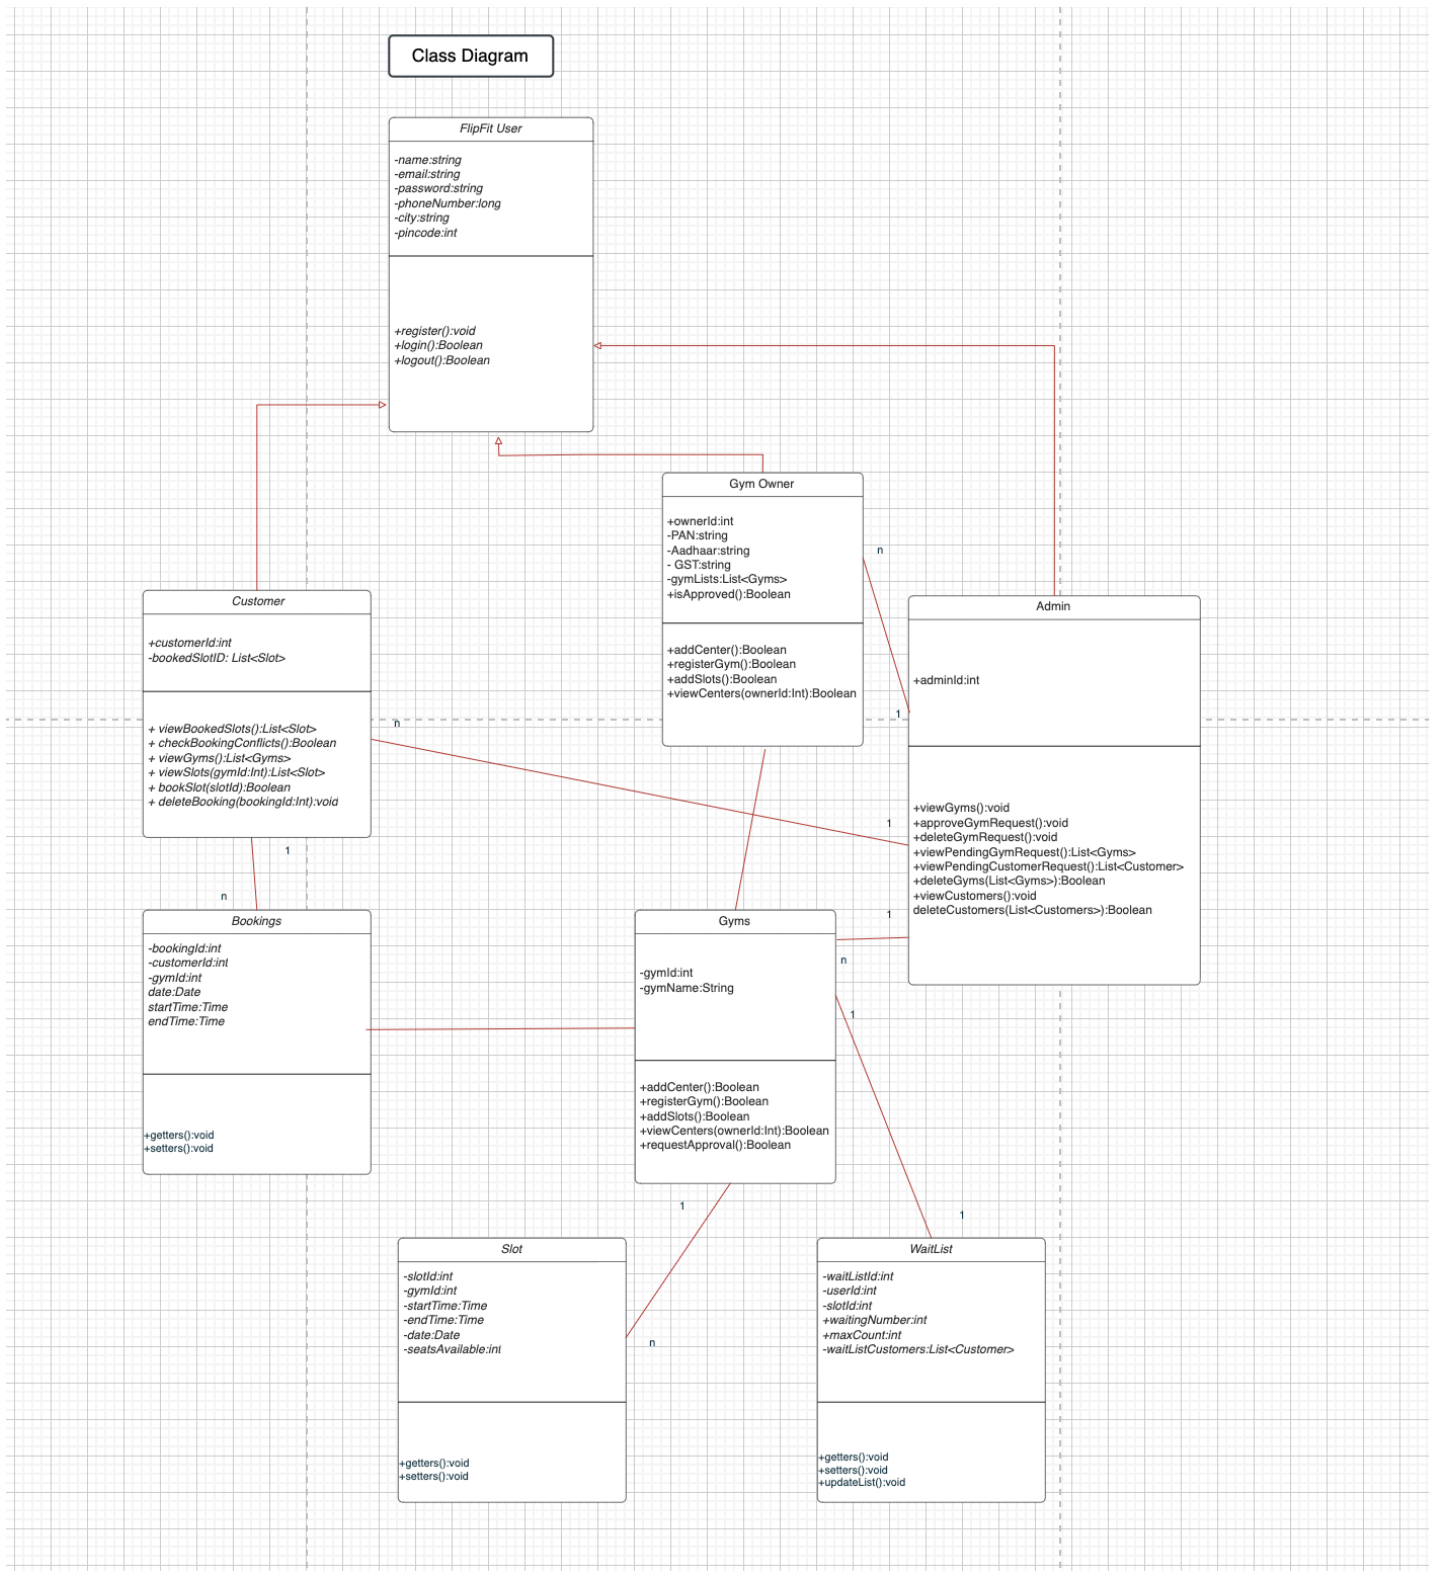 Class Diagram
FlipFit User
-name:string
-email:string
-password:string
-phoneNumber:long
-city:string
-pincode:int
+register():void
+login():Boolean
+logout():Boolean
Gym Owner
+ownerId:int
-PAN:string
-Aadhaar:string
- GST:string
-gymLists:List<Gyms>
+isApproved():Boolean
+addCenter():Boolean
+registerGym():Boolean
+addSlots():Boolean
+viewCenters(ownerId:Int):Boolean
n
1
Customer
+customerId:int
-bookedSlotID: List<Slot>
+ viewBookedSlots():List<Slot>
+ checkBookingConflicts():Boolean
+ viewGyms():List<Gyms>
+ viewSlots(gymId:Int):List<Slot>
+ bookSlot(slotId):Boolean
+ deleteBooking(bookingId:Int):void
n
1
Admin
+adminId:int
+viewGyms():void
+approveGymRequest():void
+deleteGymRequest():void
+viewPendingGymRequest():List<Gyms>
+viewPendingCustomerRequest():List<Customer>
+deleteGyms(List<Gyms>):Boolean
+viewCustomers():void
deleteCustomers(List<Customers>):Boolean
1
n
1
n
Bookings
-bookingId:int
-customerId:int
-gymId:int
date:Date
startTime:Time
endTime:Time
+getters():void
+setters():void
Gyms
-gymId:int
-gymName:String
+addCenter():Boolean
+registerGym():Boolean
+addSlots():Boolean
+viewCenters(ownerId:Int):Boolean
+requestApproval():Boolean
1
1
1
n
Slot
-slotId:int
-gymId:int
-startTime:Time
-endTime:Time
-date:Date
-seatsAvailable:int
+getters():void
+setters():void
WaitList
-waitListId:int
-userId:int
-slotId:int
+waitingNumber:int
+maxCount:int
-waitListCustomers:List<Customer>
+getters():void
+setters():void
+updateList():void